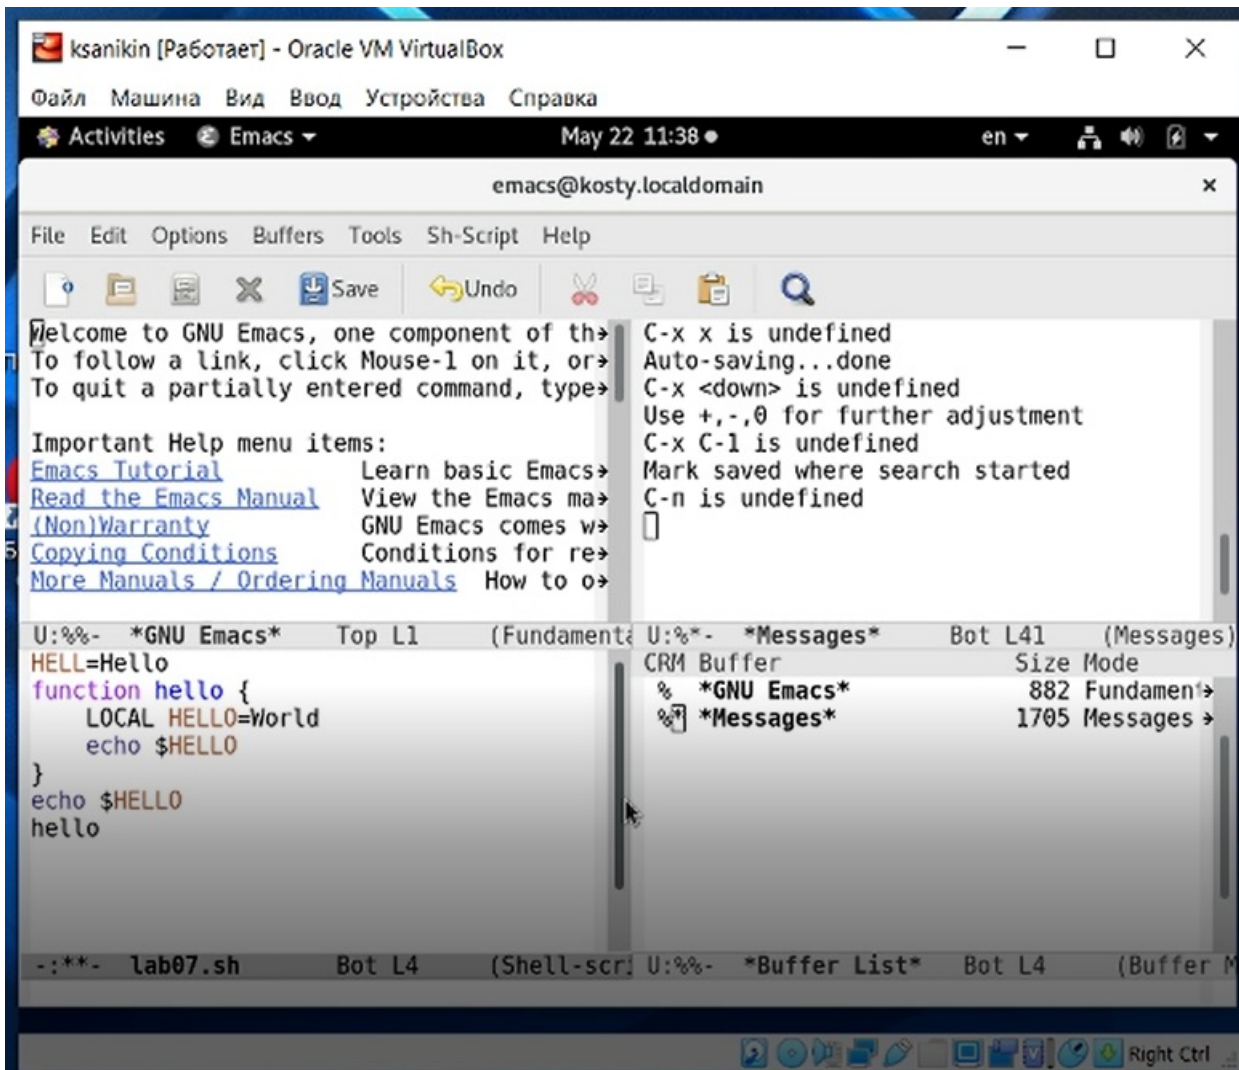 ksanikin [Работает] - Oracle VM VirtualBox
Файл Машина Вид Ввод Устройства Справка
Activities Emacs May 22 11:38 en
emacs@kosty.localdomain
File Edit Options Buffers Tools Sh-Script Help
Save Undo
Welcome to GNU Emacs, one component of th
To follow a link, click Mouse-1 on it, or
To quit a partially entered command, type
Important Help menu items:
Emacs Tutorial Learn basic Emacs
Read the Emacs Manual View the Emacs ma
(Non)Warranty GNU Emacs comes w
Copying Conditions Conditions for re
More Manuals / Ordering Manuals How to o
U:%%- *GNU Emacs* Top L1 (Fundamenta
C-x x is undefined
Auto-saving...done
C-x <down> is undefined
Use +,-,0 for further adjustment
C-x C-l is undefined
Mark saved where search started
C-n is undefined
U:%*- *Messages* Bot L41 (Messages)
HELL=Hello
function hello {
LOCAL HELLO=World
echo $HELLO
}
echo $HELLO
hello
-:**- lab07.sh Bot L4 (Shell-scri
CRM Buffer Size Mode
% *GNU Emacs* 882 Fundamen
%* *Messages* 1705 Messages
U:%%- *Buffer List* Bot L4 (Buffer M
Right Ctrl